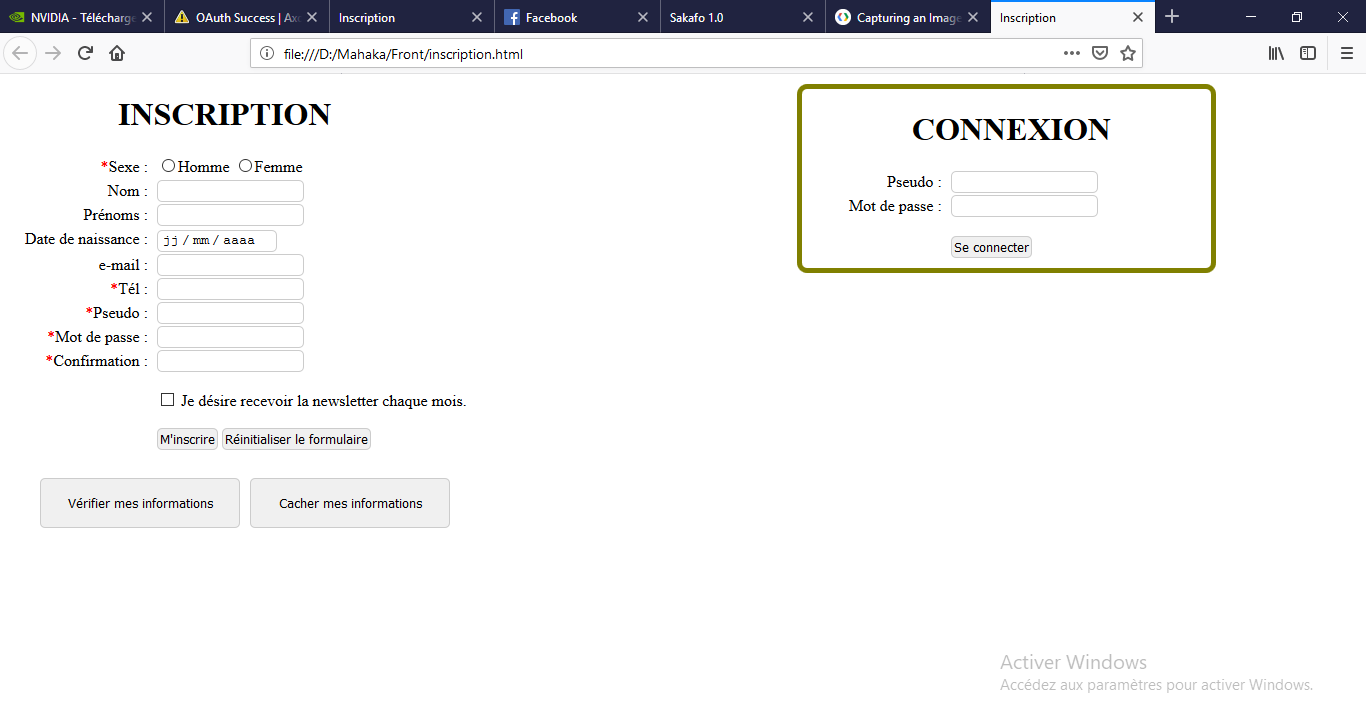 NVIDIA - Télécharge
OAuth Success | Axo
Inscription
Facebook
Sakafo 1.0
Capturing an Image
Inscription
file:///D:/Mahaka/Front/inscription.html
INSCRIPTION
*Sexe : Homme Femme
Nom :
Prénoms :
Date de naissance : jj / mm / aaaa
e-mail :
*Tél :
*Pseudo :
*Mot de passe :
*Confirmation :
Je désire recevoir la newsletter chaque mois.
M'inscrire Réinitialiser le formulaire
Vérifier mes informations Cacher mes informations
CONNEXION
Pseudo :
Mot de passe :
Se connecter
Activer Windows
Accédez aux paramètres pour activer Windows.